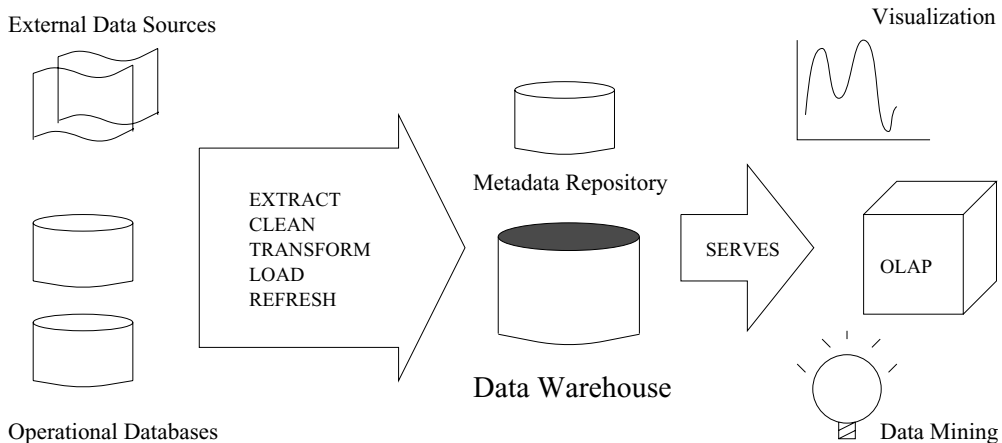 External Data Sources
Visualization
Metadata Repository
EXTRACT
CLEAN
TRANSFORM
LOAD
REFRESH
SERVES
OLAP
Data Warehouse
Operational Databases
Data Mining